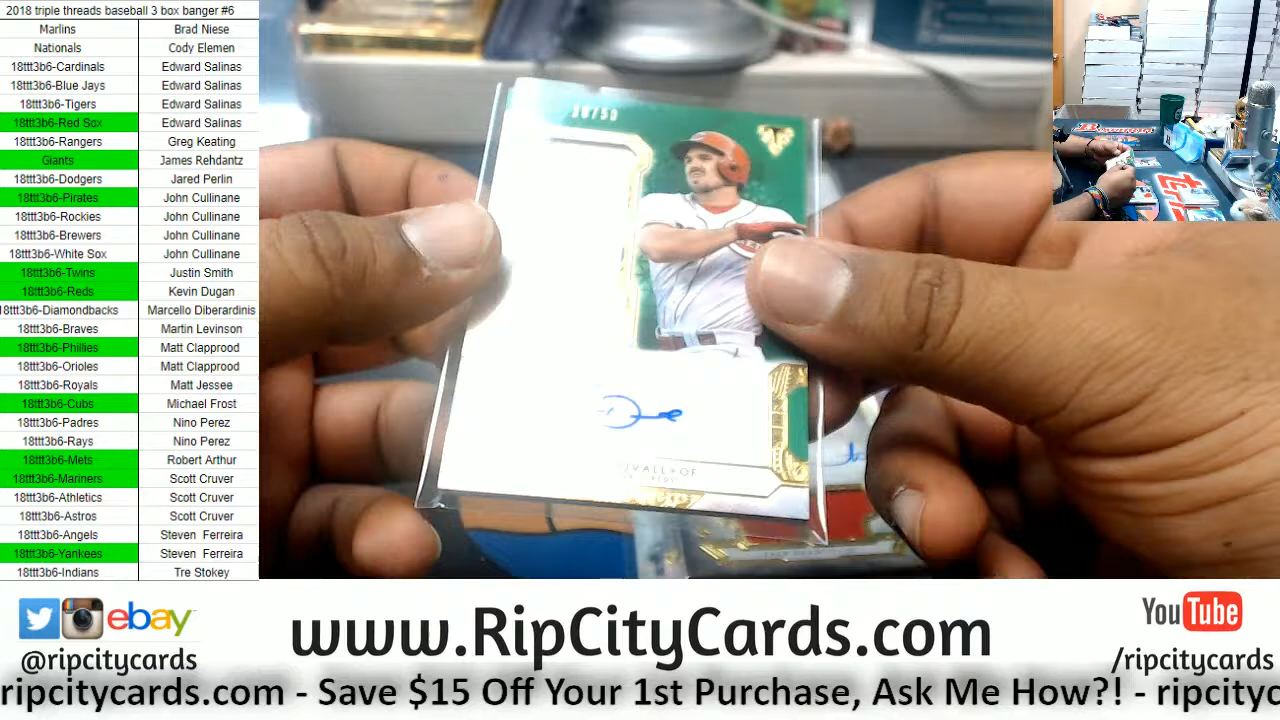 2018 triple threads baseball 3 box banger #6
Marlins Brad Niese
Nationals Cody Elemen
18ttt3b6-Cardinals Edward Salinas
18ttt3b6-Blue Jays Edward Salinas
18ttt3b6-Tigers Edward Salinas
18ttt3b6-Red Sox Edward Salinas
18ttt3b6-Rangers Greg Keating
Giants James Rehdantz
18ttt3b6-Dodgers Jared Perlin
18ttt3b6-Pirates John Cullinane
18ttt3b6-Rockies John Cullinane
18ttt3b6-Brewers John Cullinane
18ttt3b6-White Sox John Cullinane
18ttt3b6-Twins Justin Smith
18ttt3b6-Reds Kevin Dugan
18ttt3b6-Diamondbacks Marcello Diberardinis
18ttt3b6-Braves Martin Levinson
18ttt3b6-Phillies Matt Clapprood
18ttt3b6-Orioles Matt Clapprood
18ttt3b6-Royals Matt Jessee
18ttt3b6-Cubs Michael Frost
18ttt3b6-Padres Nino Perez
18ttt3b6-Rays Nino Perez
18ttt3b6-Mets Robert Arthur
18ttt3b6-Mariners Scott Cruver
18ttt3b6-Athletics Scott Cruver
18ttt3b6-Astros Scott Cruver
18ttt3b6-Angels Steven Ferreira
18ttt3b6-Yankees Steven Ferreira
18ttt3b6-Indians Tre Stokey
UVALL • OF
ebay
@ripcitycards
www.RipCityCards.com
YouTube
/ripcitycards
ripcitycards.com - Save $15 Off Your 1st Purchase, Ask Me How?! - ripcityc